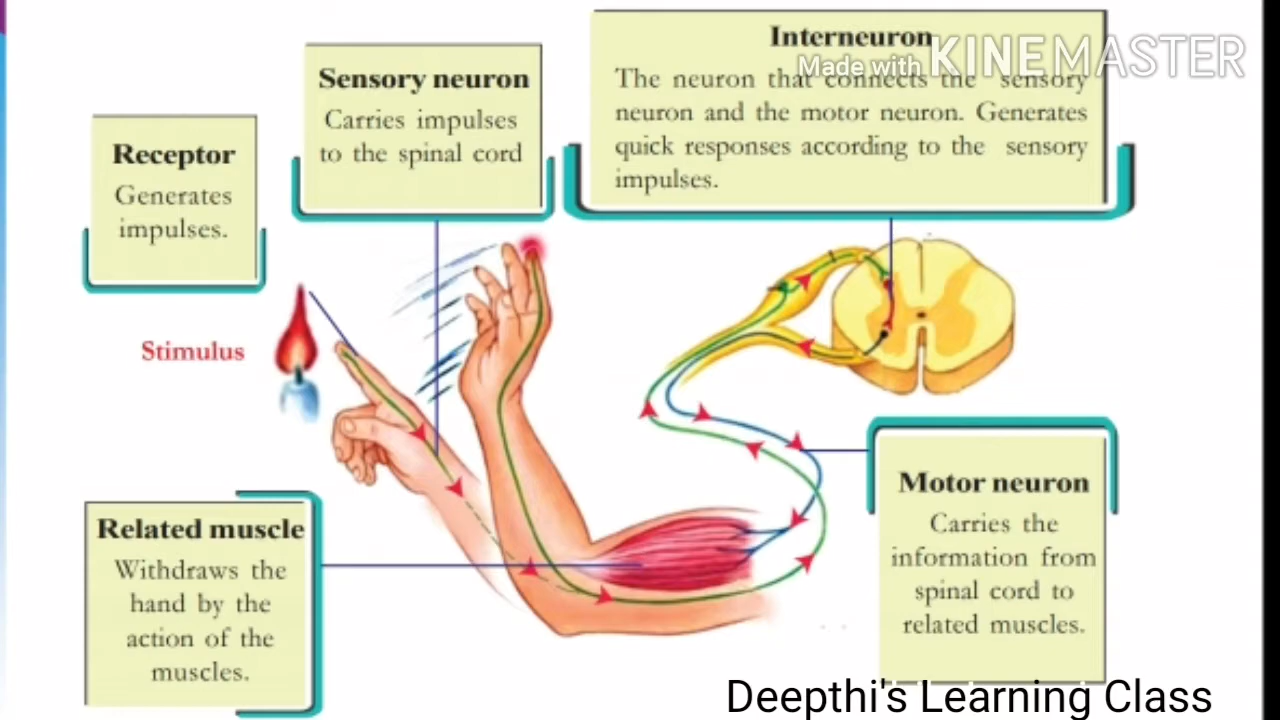 Interneuron
Made with KINEMASTER
The neuron that connects the sensory
neuron and the motor neuron. Generates
quick responses according to the sensory
impulses.
Sensory neuron
Carries impulses
to the spinal cord
Receptor
Generates
impulses.
Stimulus
Motor neuron
Carries the
information from
spinal cord to
related muscles.
Related muscle
Withdraws the
hand by the
action of the
muscles.
Deepthi's Learning Class